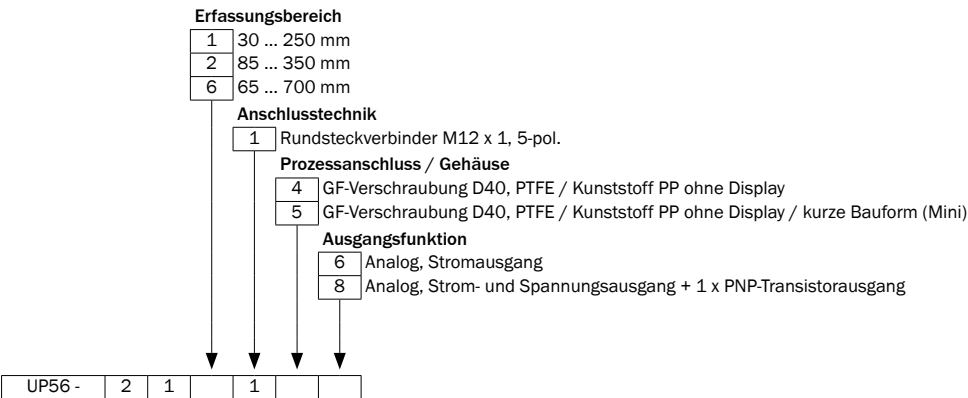 Erfassungsbereich
1 30 ... 250 mm
2 85 ... 350 mm
6 65 ... 700 mm
Anschlusstechnik
1 Rundsteckverbinder M12 x 1, 5-pol.
Prozessanschluss / Gehäuse
4 GF-Verschraubung D40, PTFE / Kunststoff PP ohne Display
5 GF-Verschraubung D40, PTFE / Kunststoff PP ohne Display / kurze Bauform (Mini)
Ausgangsfunktion
6 Analog, Stromausgang
8 Analog, Strom- und Spannungsausgang + 1 x PNP-Transistorausgang
UP56 - 2 1 1